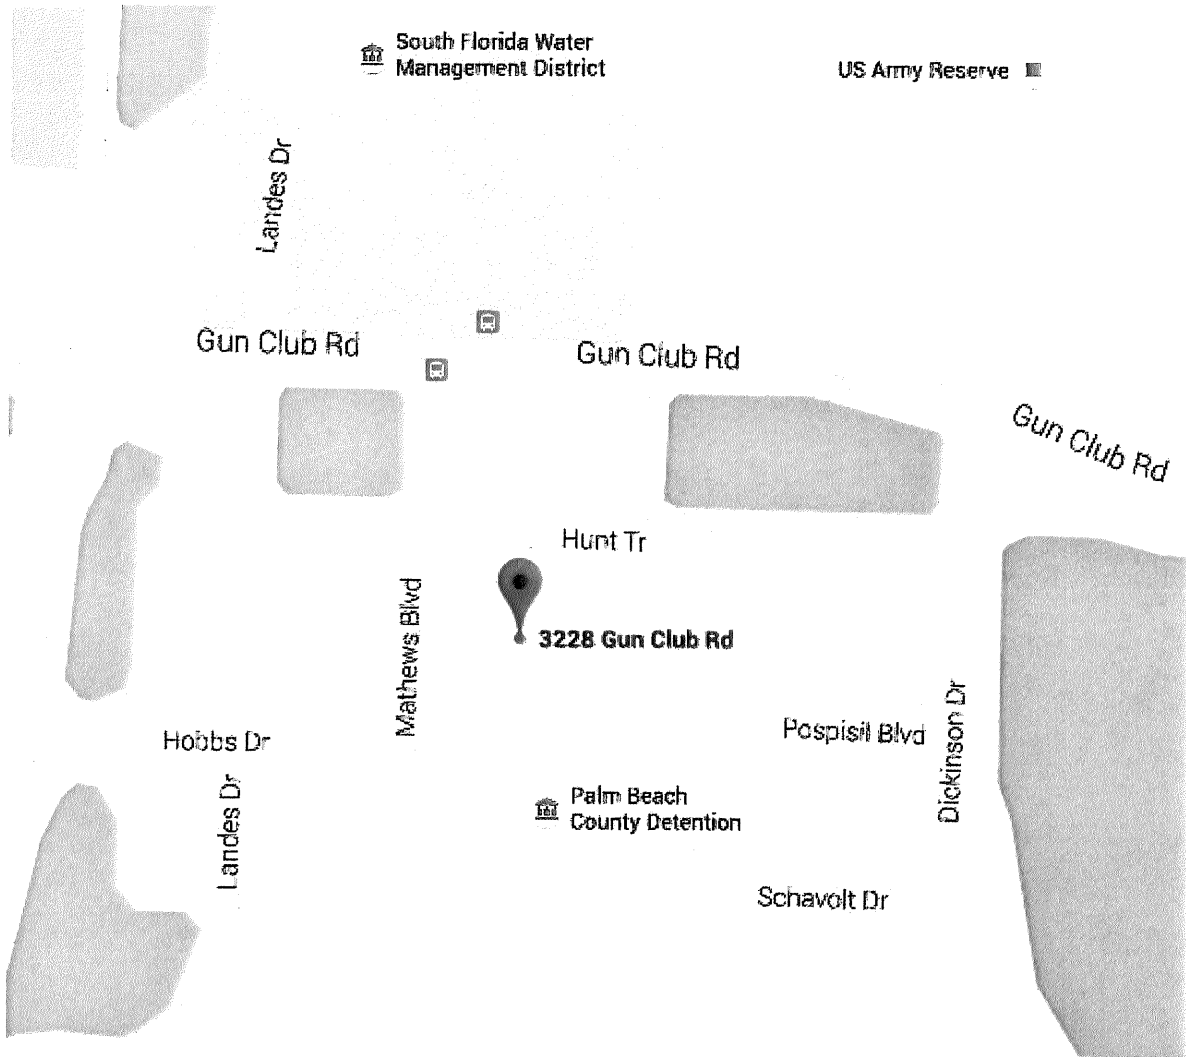 South Florida Water
Management District
US Army Reserve
Landes Dr
Gun Club Rd
Gun Club Rd
Gun Club Rd
Hunt Tr
Mathews Blvd
3228 Gun Club Rd
Hobbs Dr
Pospisil Blvd
Dickinson Dr
Landes Dr
Palm Beach
County Detention
Schavolt Dr